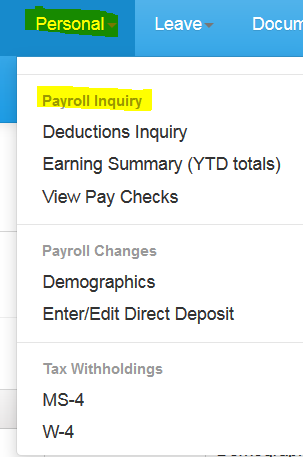 Personal Leave Docum
Payroll Inquiry
Deductions Inquiry
Earning Summary (YTD totals)
View Pay Checks
Payroll Changes
Demographics
Enter/Edit Direct Deposit
Tax Withholdings
MS-4
W-4